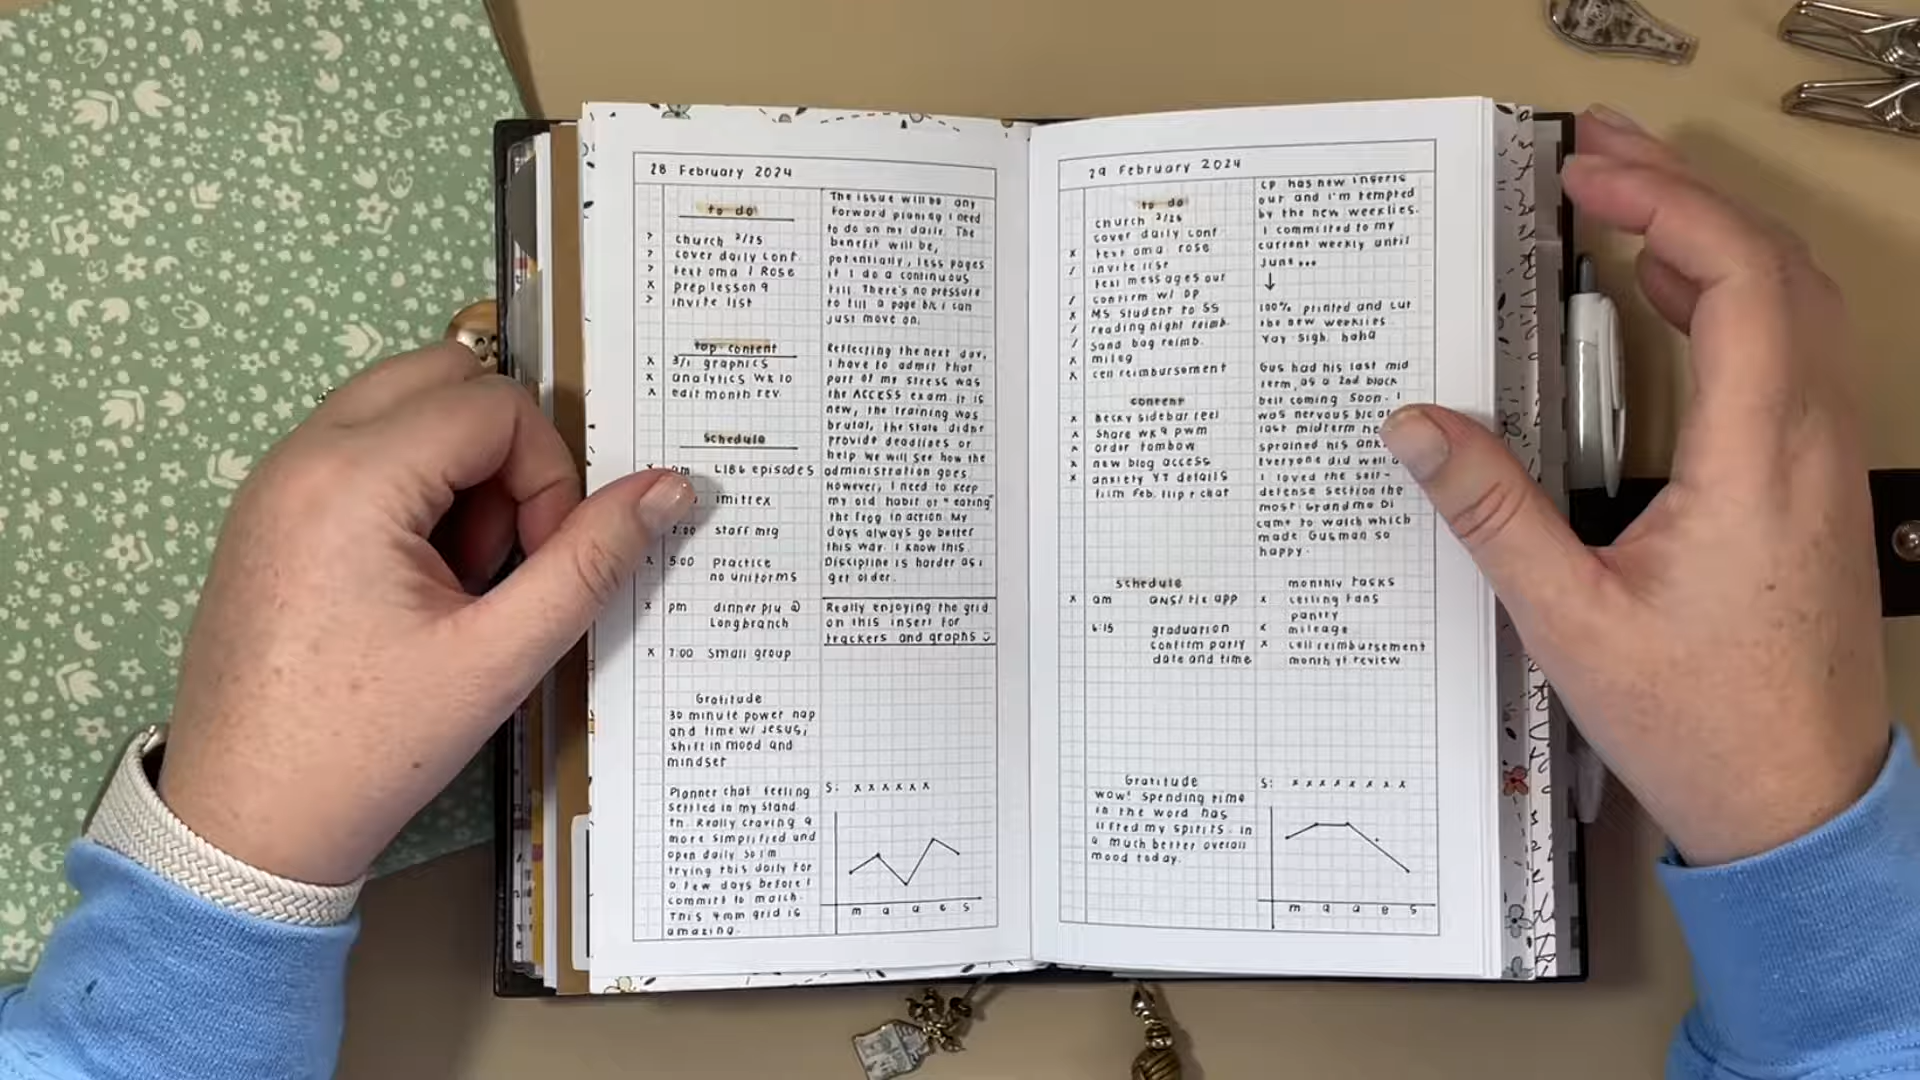 28 February 2024
to do
> church 2/25
> cover daily conf.
> text oma / Rose
x prep lesson 9
> invite list
top content
x 3/1 graphics
x analytics wk 10
x edit month rev
Schedule
am L186 episodes
imitrex
2:00 staff mtg
x 5:00 Practice
no uniforms
x pm dinner p/u @
Longbranch
x 7:00 Small group
Gratitude
30 minute power nap
and time w/ Jesus,
shift in mood and
mindset
Planner chat feeling
settled in my stand.
tn. Really craving a
more simplified and
open daily so i'm
trying this daily for
a few days before I
commit to march.
This 4mm grid is
amazing.
The issue will be any
forward planing i need
to do on my daily. The
benefit will be,
potentially, less pages
if I do a continuous
fill. There's no pressure
to fill a page b/c i can
just move on.
Reflecting the next day,
i have to admit that
part of my stress was
the ACCESS exam. it is
new, the training was
brutal, the state didn't
provide deadlines or
help we will see how the
administration goes.
However, i need to keep
my old habit of "eating"
the frog in action. My
days always go better
this way. I know this.
Discipline is harder as i
get older.
Really enjoying the grid
on this insert for
trackers and graphs
S: x x x x x x
m a a e s
29 February 2024
to do
church 2/25
cover daily conf
x text oma rose
/ invite list
text messages out
/ confirm w/ DP
x MS student to SS
/ reading night reimb.
/ sand bag reimb.
x mileg
x cell reimbursement
content
x Becky sidebar reel
x Share wk 9 pwm
x order tombow
x new blog access
x anxiety YT details
film feb. flip + chat
schedule
x am
6:15 graduation
confirm party
date and time
Gratitude
wow! Spending time
in the word has
lifted my spirits. in
a much better overall
mood today.
CP has new inserts
out and i'm tempted
by the new weeklies.
I committed to my
current weekly until
June...
↓
100% printed and cut
the new weeklies.
Yay. Sigh. haha
Gus had his last mid
term, as a 2nd black
belt coming soon. I
was nervous b/c
last midterm he
sprained his
Everyone did well
I loved the self-
defense section the
most. Grandma Di
came to watch which
made Gusman so
happy.
monthly tasks
x ceiling fans
pantry
x mileage
x cell reimbursement
month yt review
S: x x x x x x x x
m a a e s